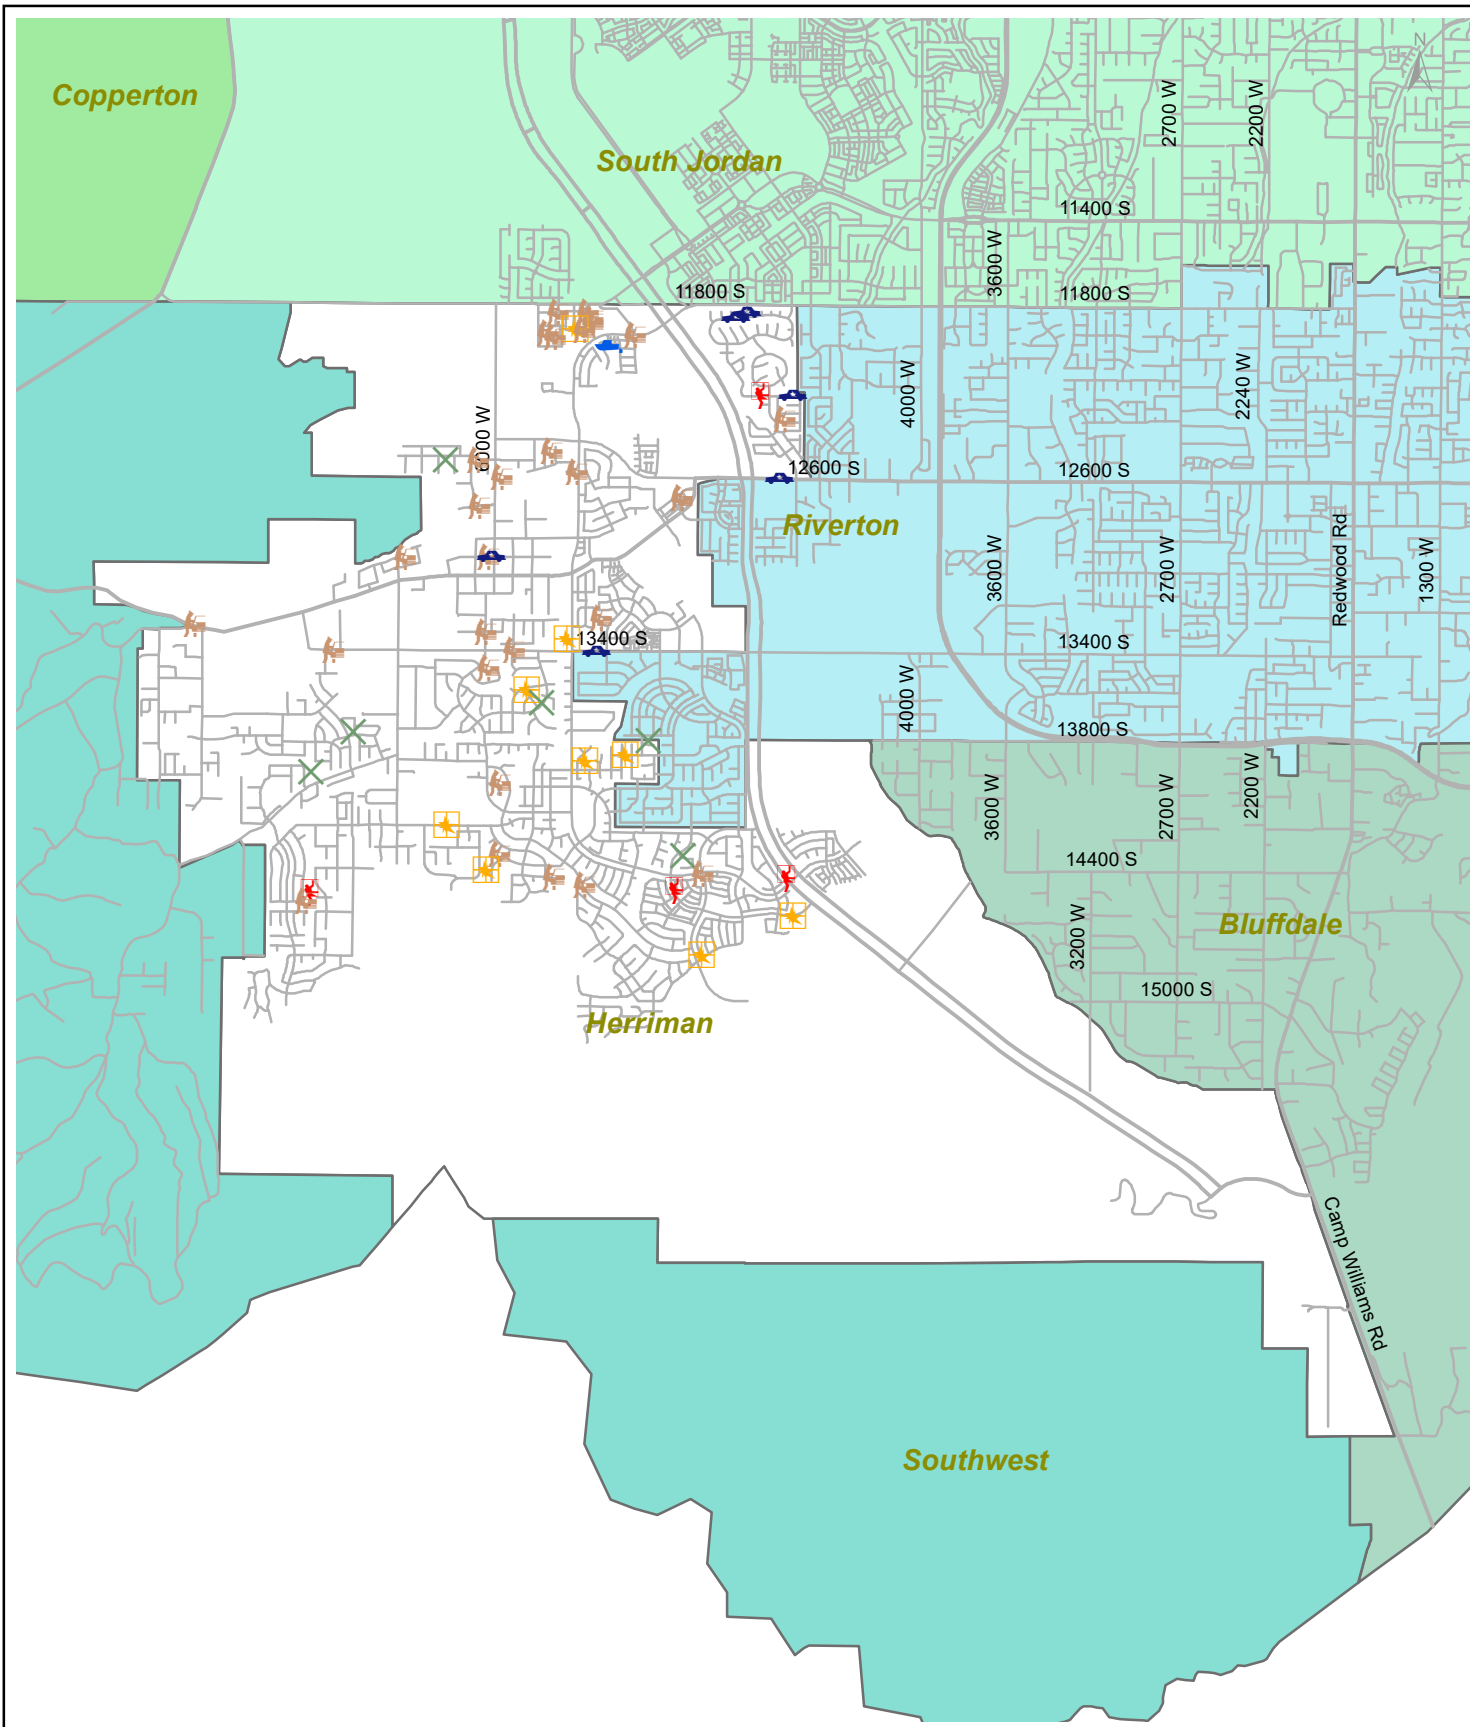 N
Copperton
2700 W
2200 W
South Jordan
11400 S
3600 W
11800 S
11800 S
4000 W
2240 W
6000 W
12600 S
12600 S
Riverton
Redwood Rd
3600 W
2700 W
1300 W
13400 S
13400 S
4000 W
13800 S
3600 W
2700 W
2200 W
14400 S
3200 W
Bluffdale
15000 S
Herriman
Camp Williams Rd
Southwest